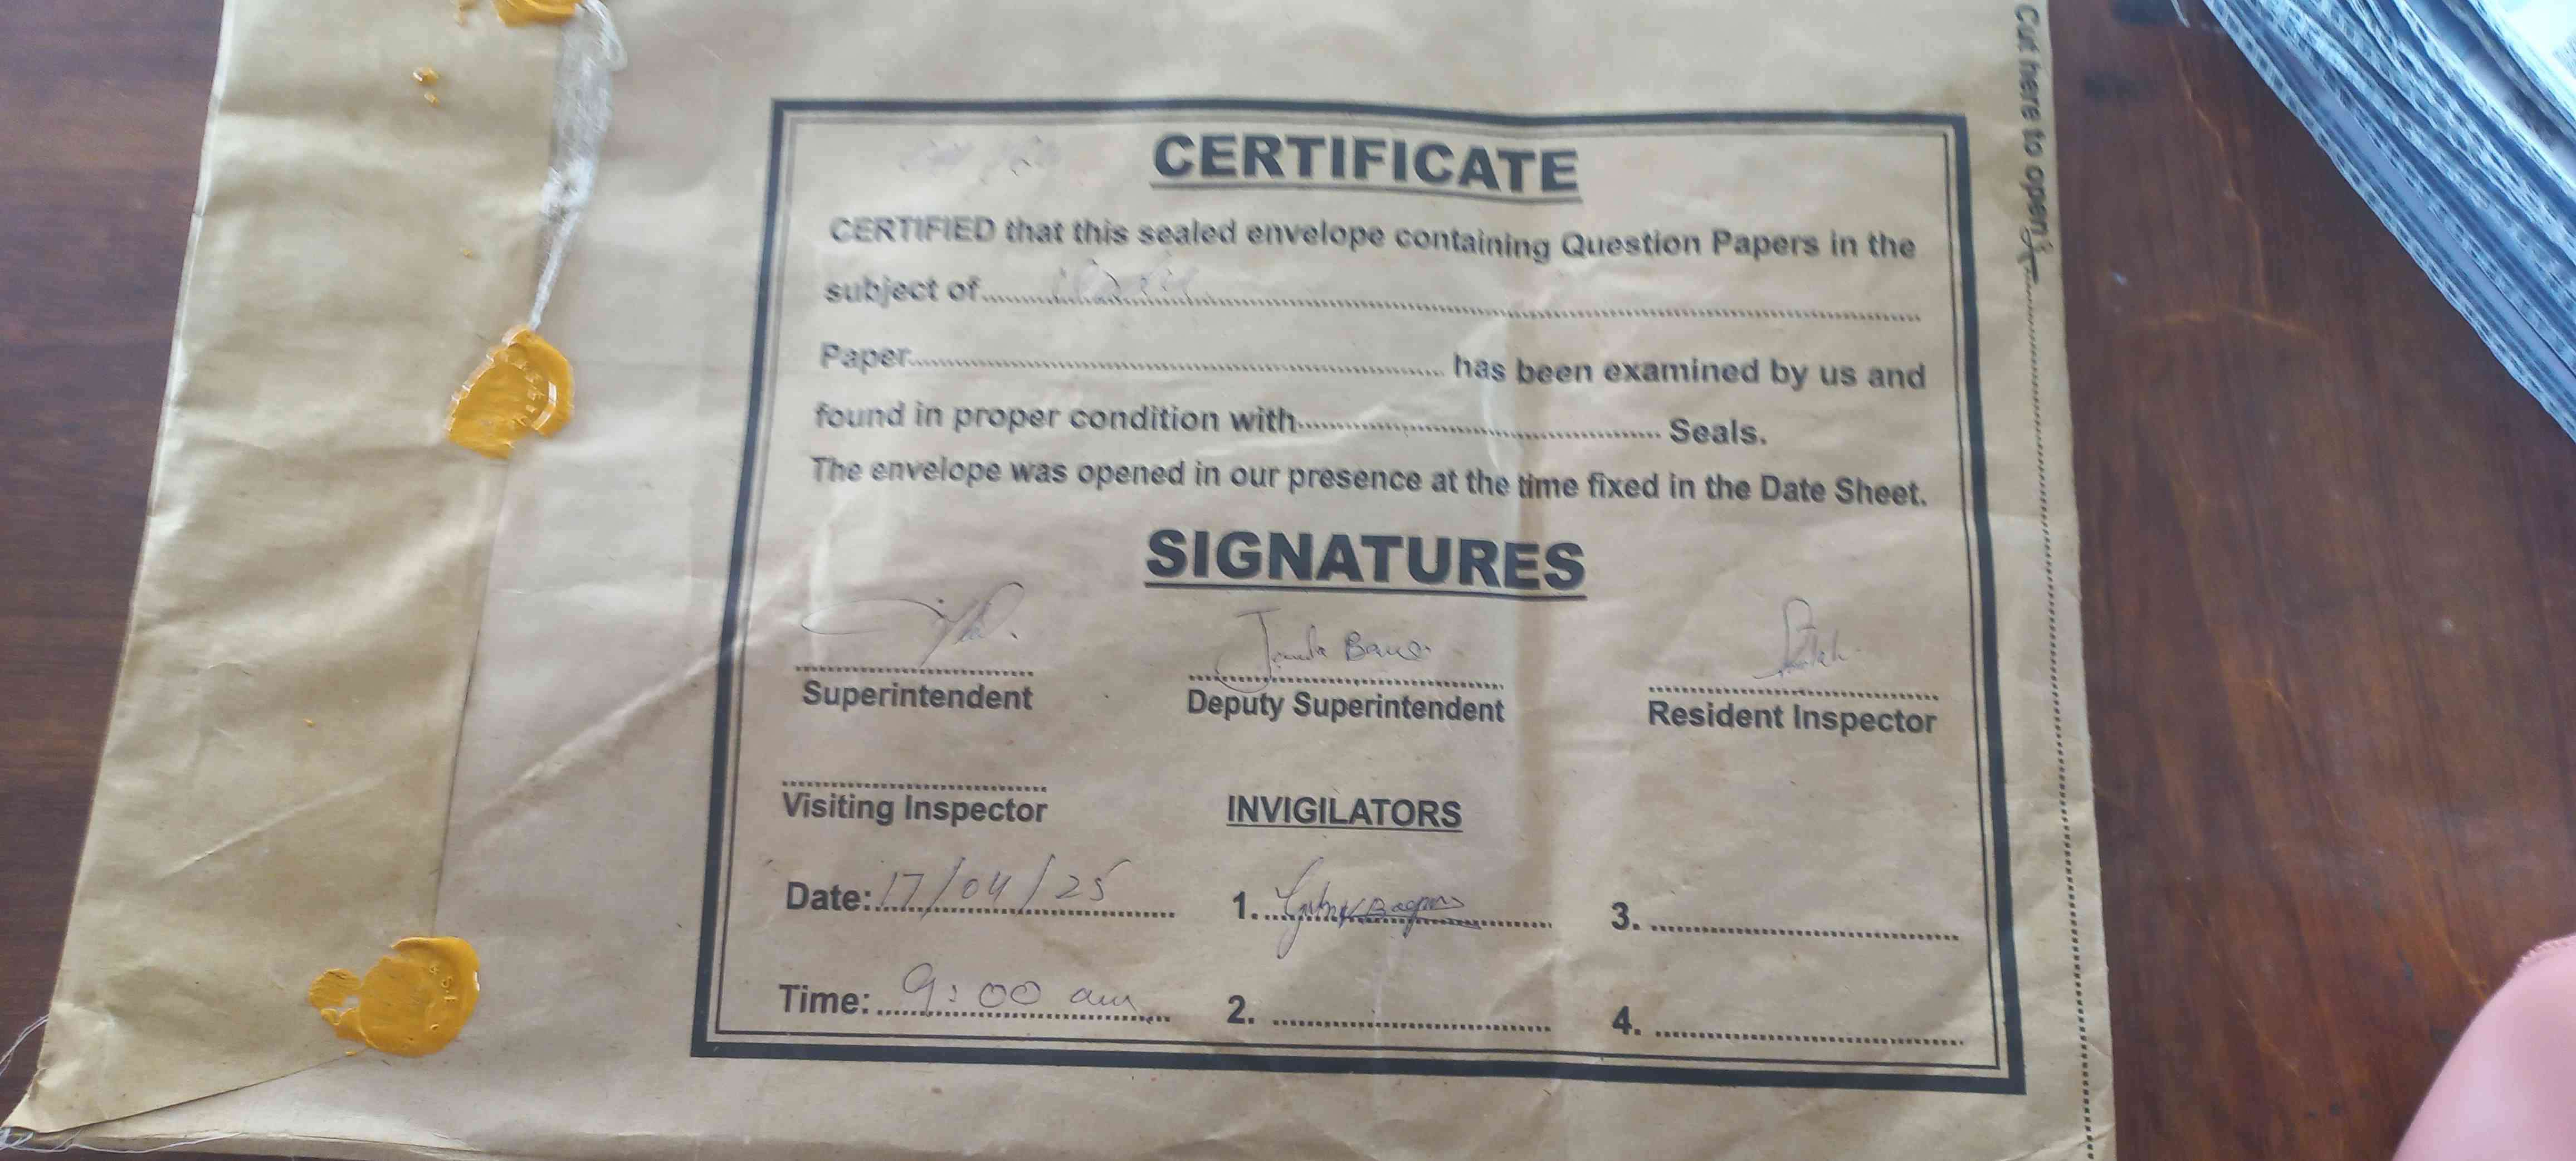 CERTIFICATE
CERTIFIED that this sealed envelope containing Question Papers in the
subject of
Paper has been examined by us and
found in proper condition with Seals.
The envelope was opened in our presence at the time fixed in the Date Sheet.
SIGNATURES
Superintendent Deputy Superintendent Resident Inspector
Visiting Inspector INVIGILATORS
Date: 17/04/25 1. 3.
Time: 9:00 am 2. 4.
Cut here to open